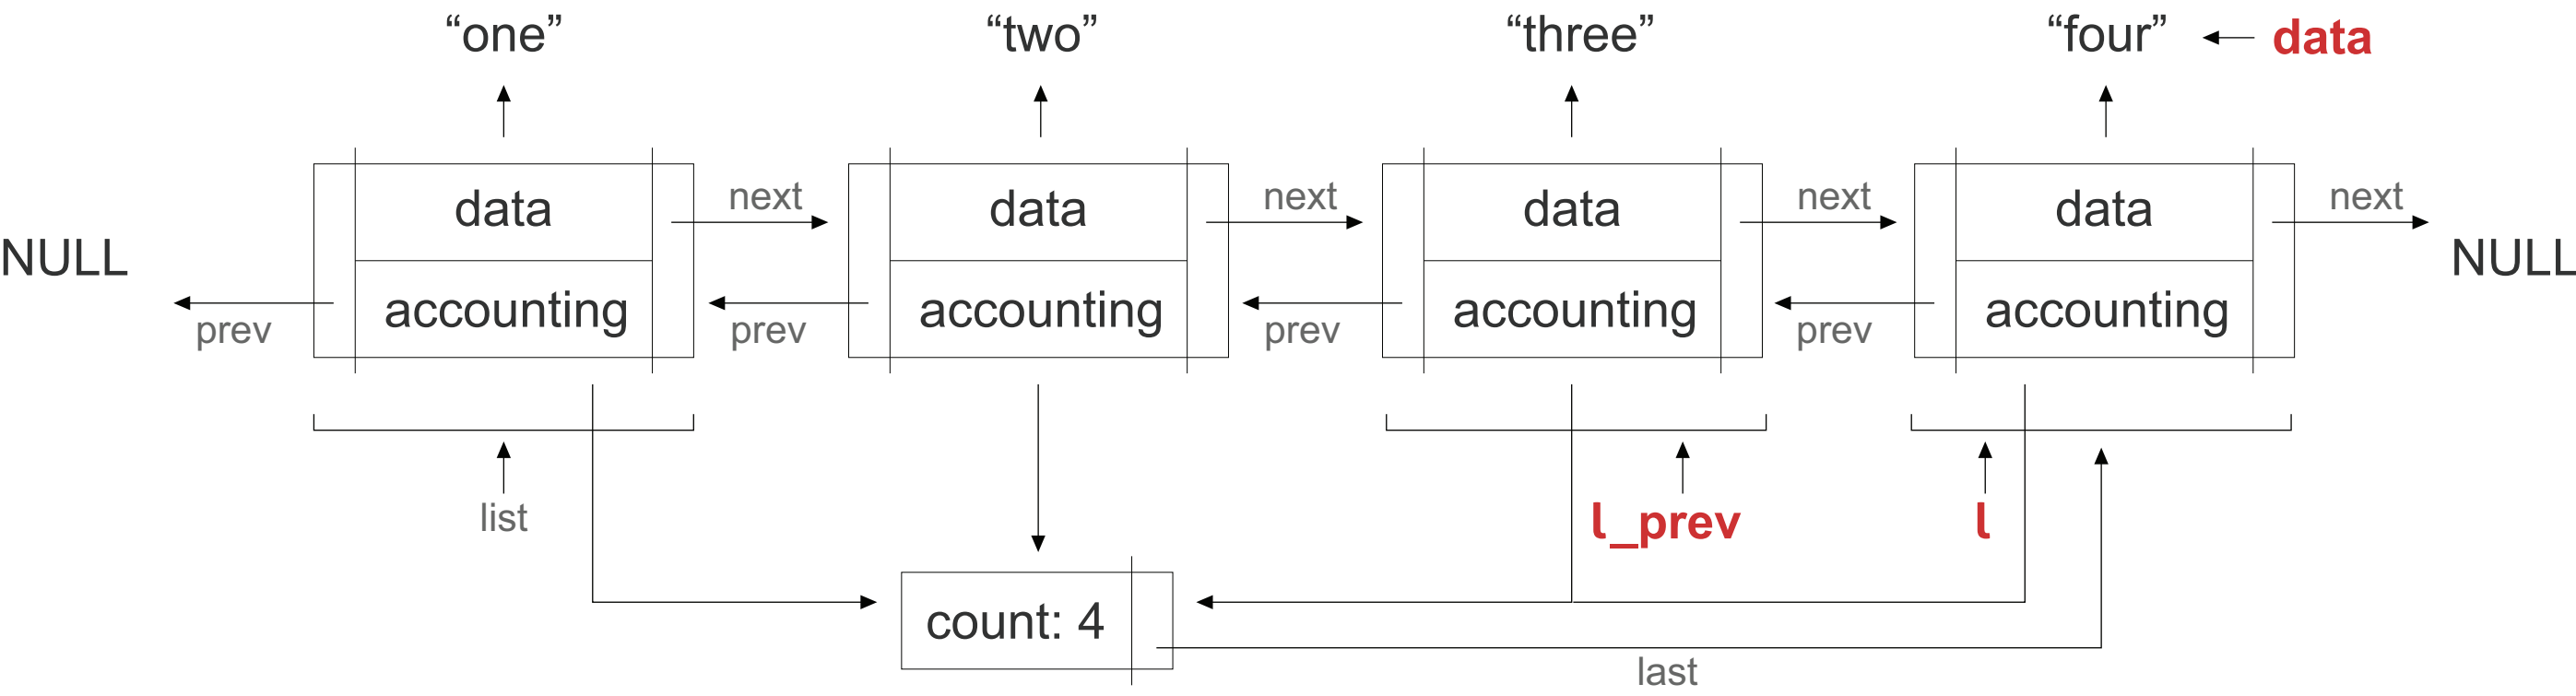 “one”
“two”
“three”
“four”
data
data
next
data
next
data
next
data
next
NULL
NULL
prev
accounting
prev
accounting
prev
accounting
prev
accounting
list
l_prev
l
count: 4
last